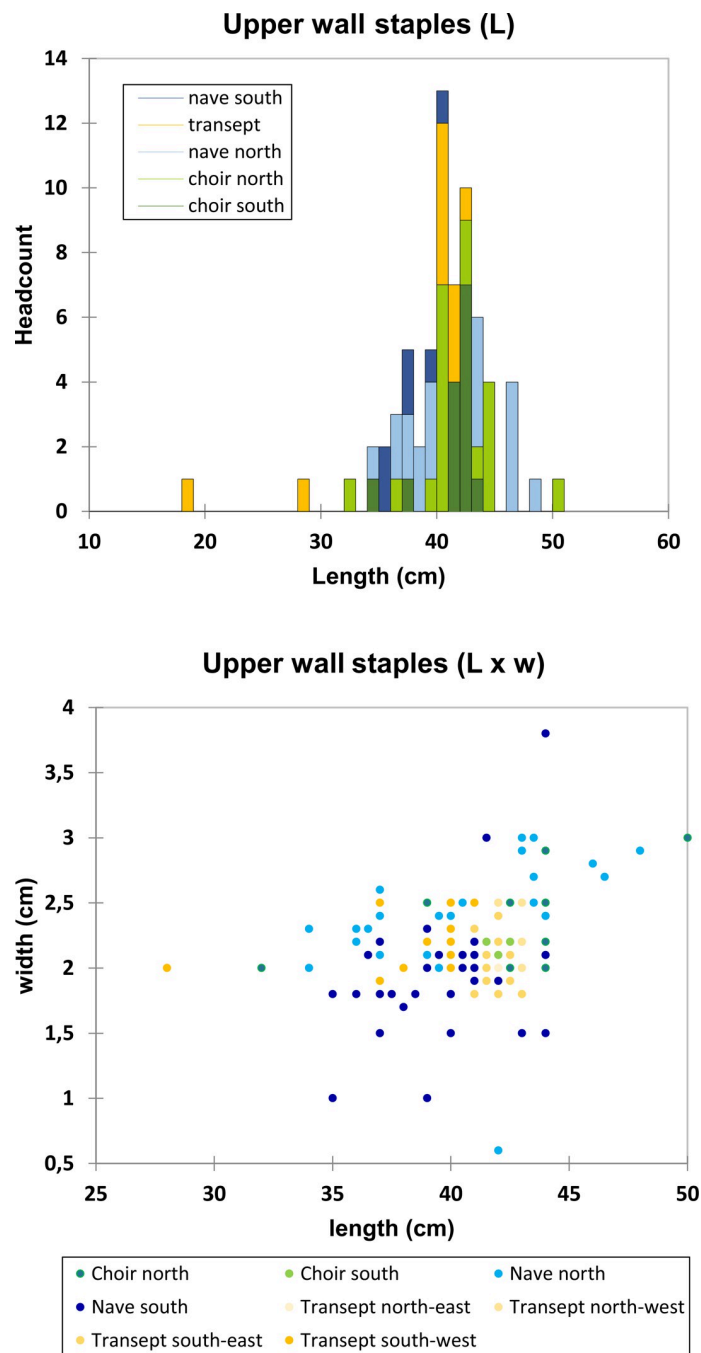 Upper wall staples (L)
14
12
10
8
6
4
2
0
Headcount
nave south
transept
nave north
choir north
choir south
10 20 30 40 50 60
Length (cm)
Upper wall staples (L x w)
4
3,5
3
2,5
2
1,5
1
0,5
width (cm)
25 30 35 40 45 50
length (cm)
Choir north Choir south Nave north
Nave south Transept north-east Transept north-west
Transept south-east Transept south-west